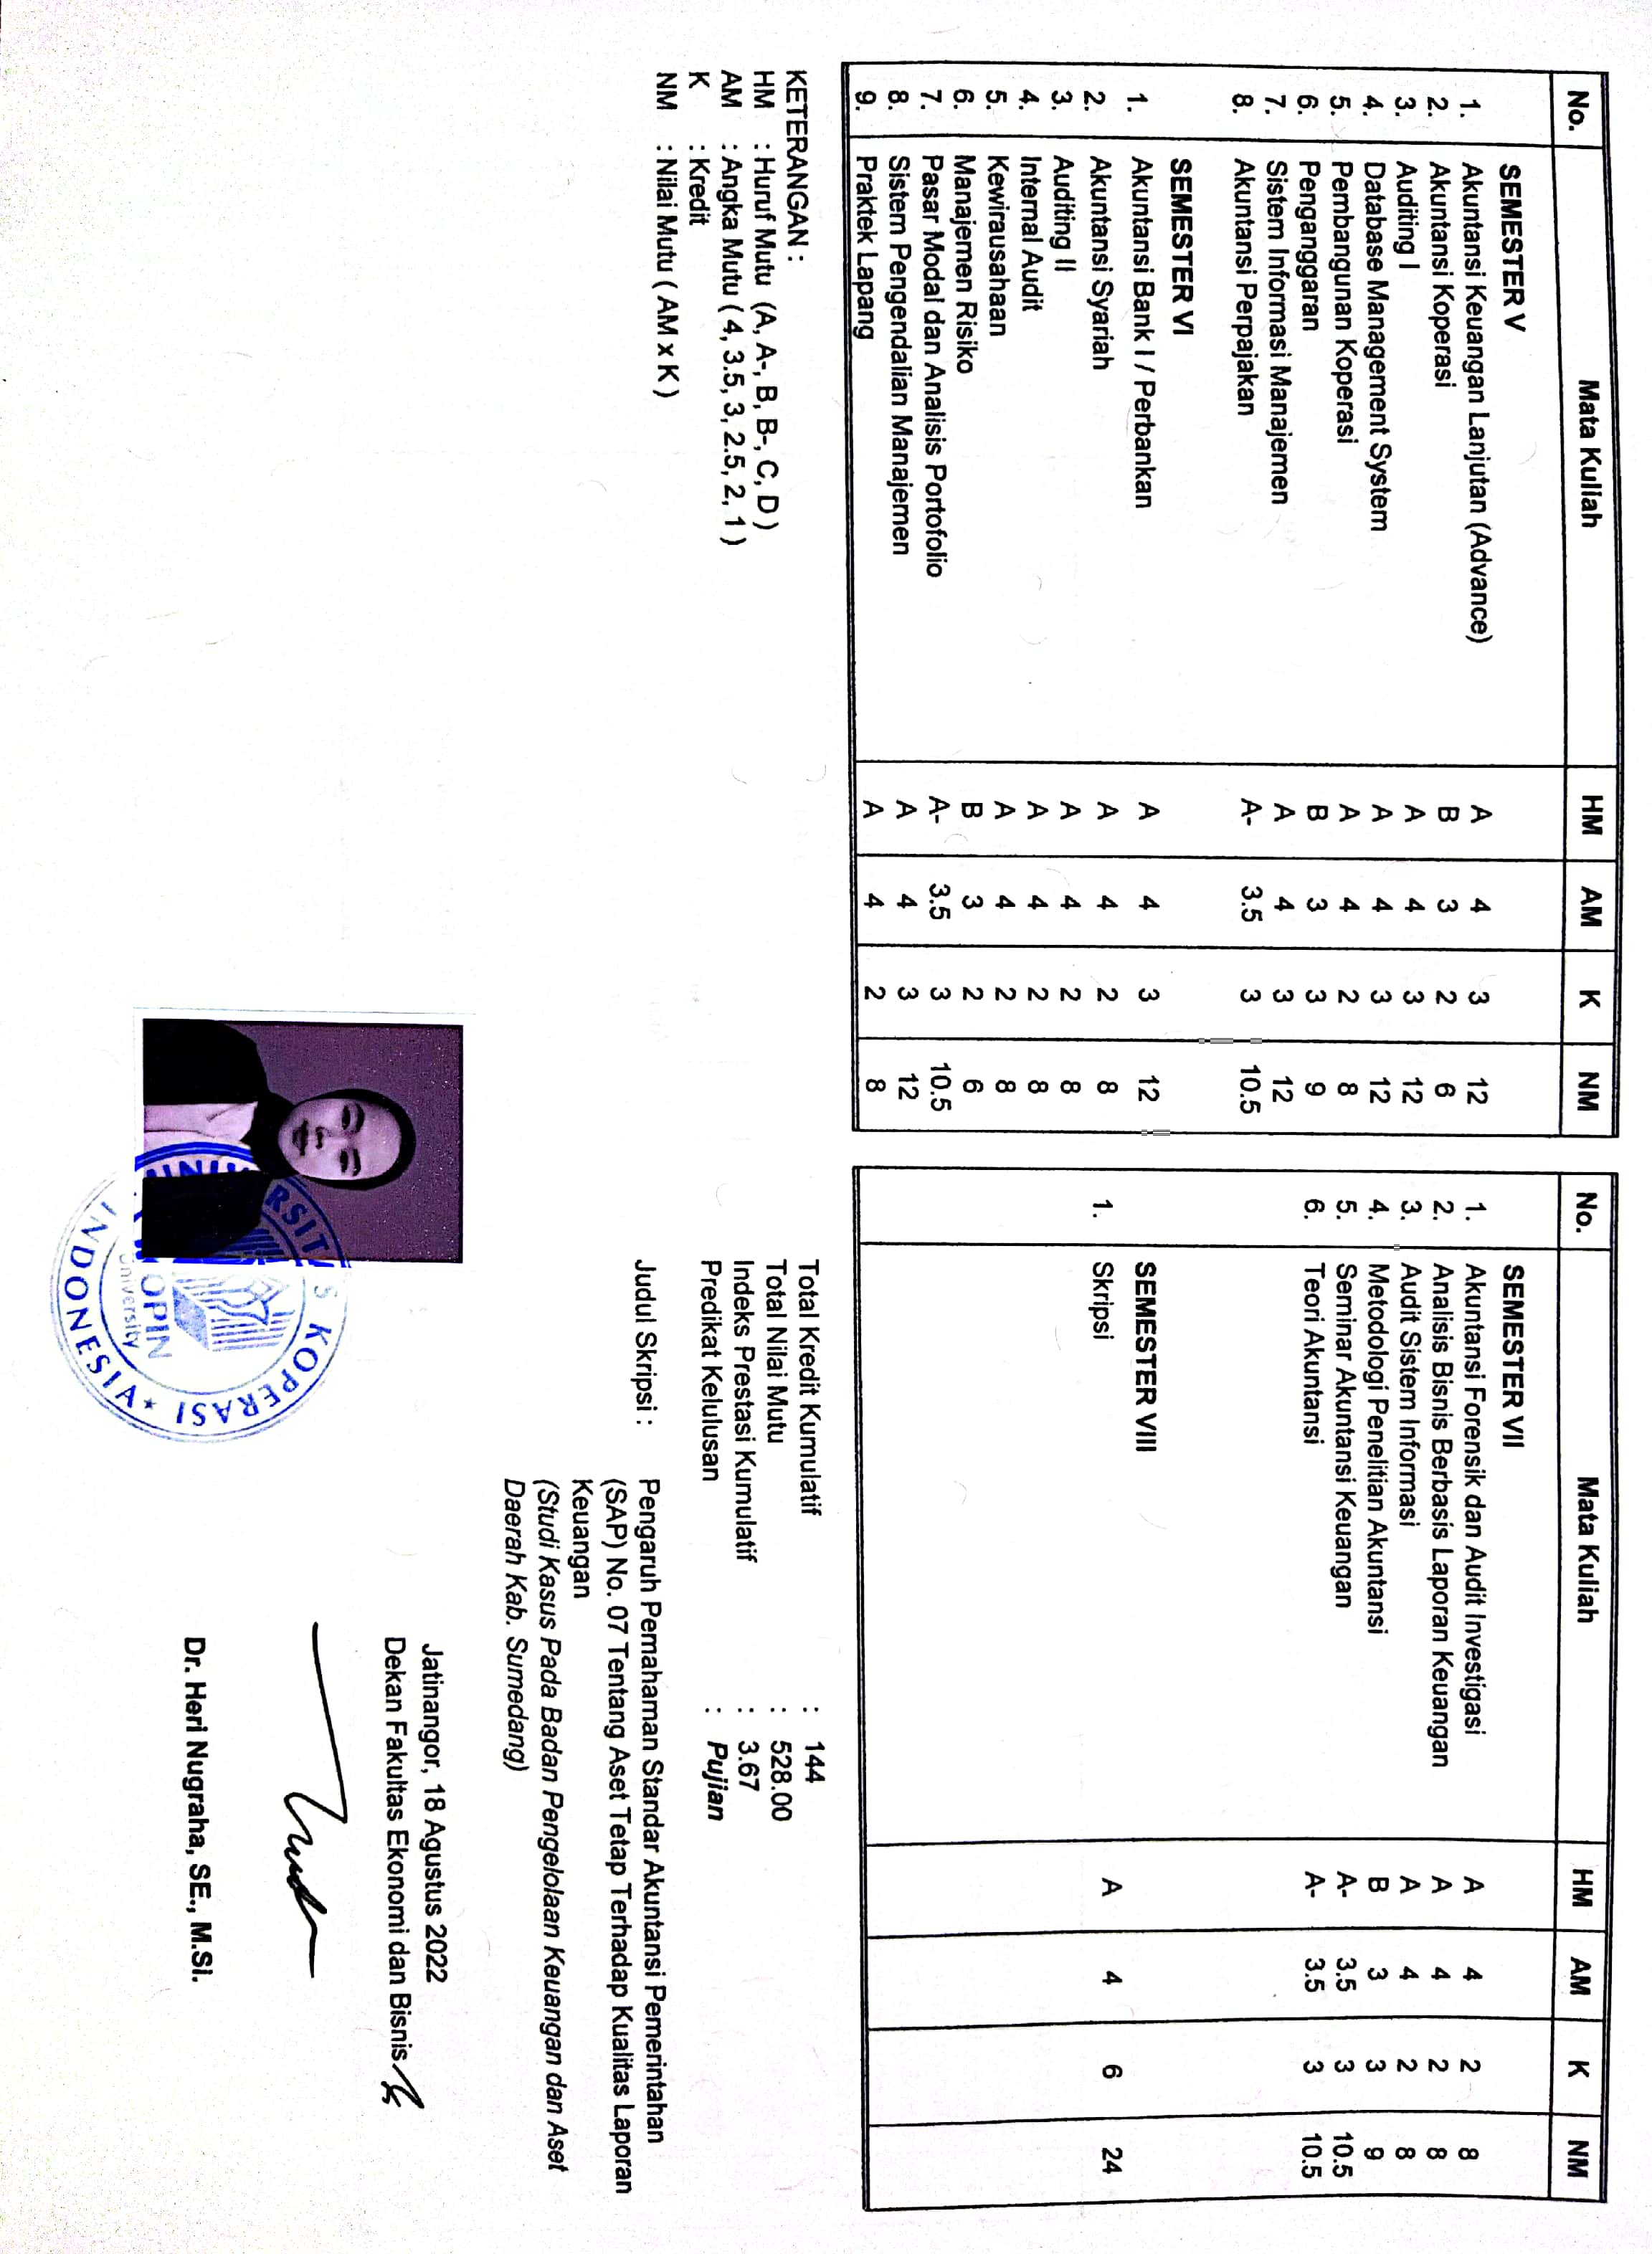 No. Mata Kuliah HM AM K NM
SEMESTER V
1. Akuntansi Keuangan Lanjutan (Advance) A 4 3 12
2. Akuntansi Koperasi B 3 2 6
3. Auditing I A 4 3 12
4. Database Management System A 4 3 12
5. Pembangunan Koperasi A 4 2 8
6. Penganggaran B 3 3 9
7. Sistem Informasi Manajemen A 4 3 12
8. Akuntansi Perpajakan A- 3.5 3 10.5
SEMESTER VI
1. Akuntansi Bank I / Perbankan A 4 3 12
2. Akuntansi Syariah A 4 2 8
3. Auditing II A 4 2 8
4. Internal Audit A 4 2 8
5. Kewirausahaan A 4 2 8
6. Manajemen Risiko B 3 2 6
7. Pasar Modal dan Analisis Portofolio A- 3.5 3 10.5
8. Sistem Pengendalian Manajemen A 4 3 12
9. Praktek Lapang A 4 2 8
No. Mata Kuliah HM AM K NM
SEMESTER VII
1. Akuntansi Forensik dan Audit Investigasi A 4 2 8
2. Analisis Bisnis Berbasis Laporan Keuangan A 4 2 8
3. Audit Sistem Informasi A 4 2 8
4. Metodologi Penelitian Akuntansi B 3 3 9
5. Seminar Akuntansi Keuangan A- 3.5 3 10.5
6. Teori Akuntansi A- 3.5 3 10.5
SEMESTER VIII
1. Skripsi A 4 6 24
KETERANGAN :
HM : Huruf Mutu (A, A-, B, B-, C, D )
AM : Angka Mutu ( 4, 3.5, 3, 2.5, 2, 1 )
K : Kredit
NM : Nilai Mutu ( AM x K )
Total Kredit Kumulatif : 144
Total Nilai Mutu : 528.00
Indeks Prestasi Kumulatif : 3.67
Predikat Kelulusan : Pujian
Judul Skripsi : Pengaruh Pemahaman Standar Akuntansi Pemerintahan
(SAP) No. 07 Tentang Aset Tetap Terhadap Kualitas Laporan
Keuangan
(Studi Kasus Pada Badan Pengelolaan Keuangan dan Aset
Daerah Kab. Sumedang)
Jatinangor, 18 Agustus 2022
Dekan Fakultas Ekonomi dan Bisnis
Dr. Heri Nugraha, SE., M.Si.
KOPERASI
University
INDONESIA